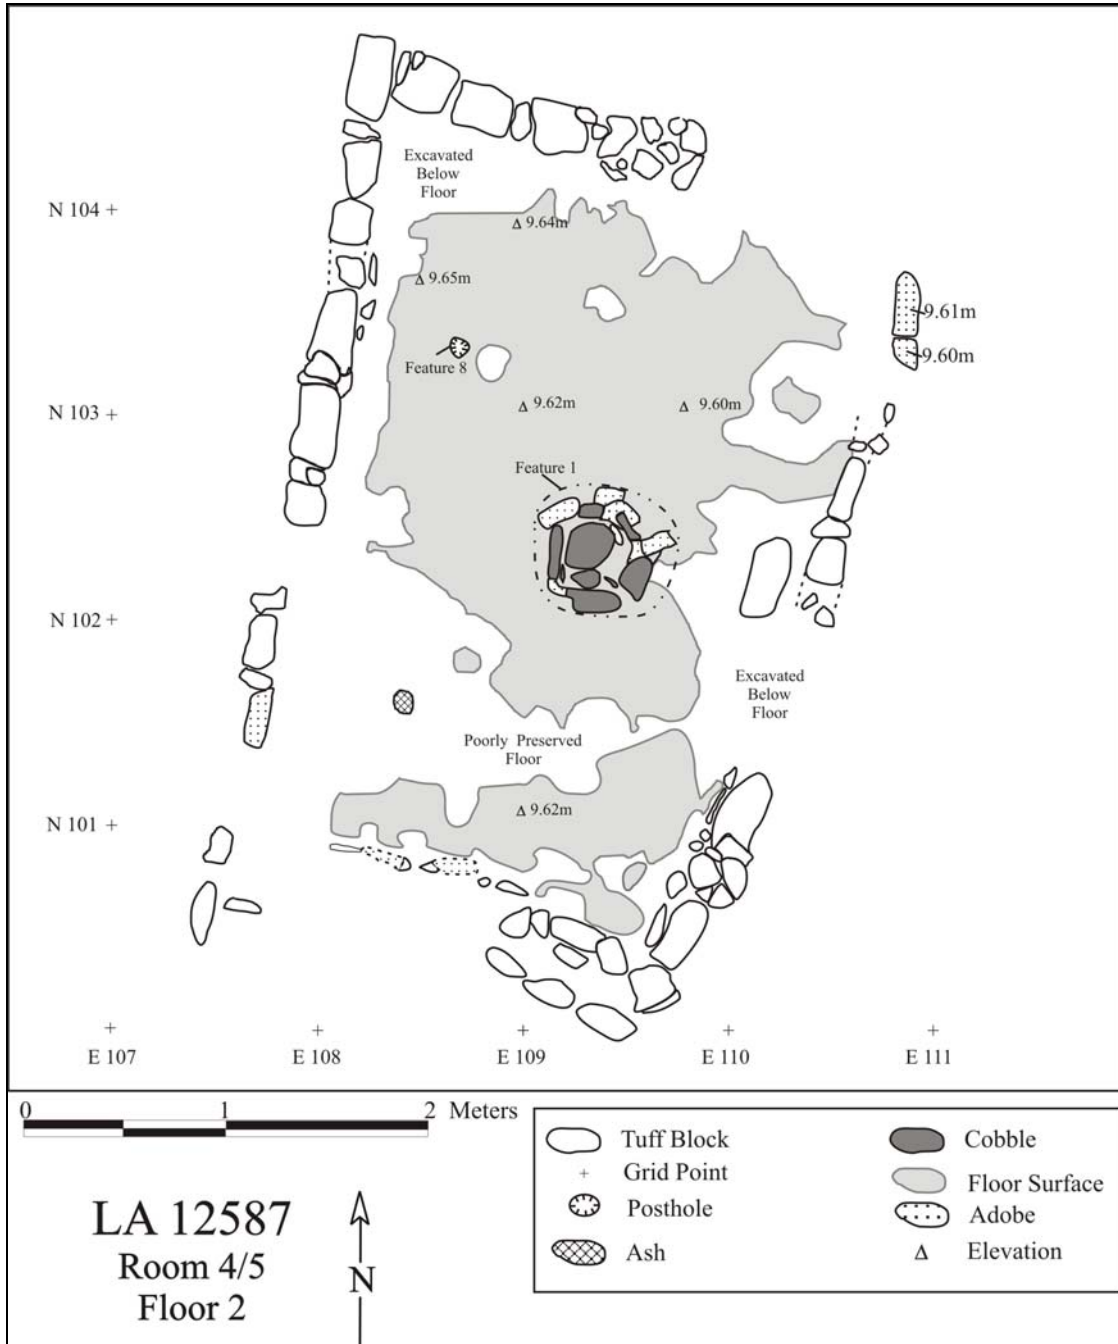 Excavated
Below
Floor
N 104
9.64m
9.65m
9.61m
9.60m
Feature 8
N 103
9.62m
9.60m
Feature 1
N 102
Excavated
Below
Floor
Poorly Preserved
Floor
N 101
9.62m
E 107
E 108
E 109
E 110
E 111
0
1
2
Meters
Tuff Block
Grid Point
Posthole
Ash
Cobble
Floor Surface
Adobe
Elevation
LA 12587
Room 4/5
Floor 2
N